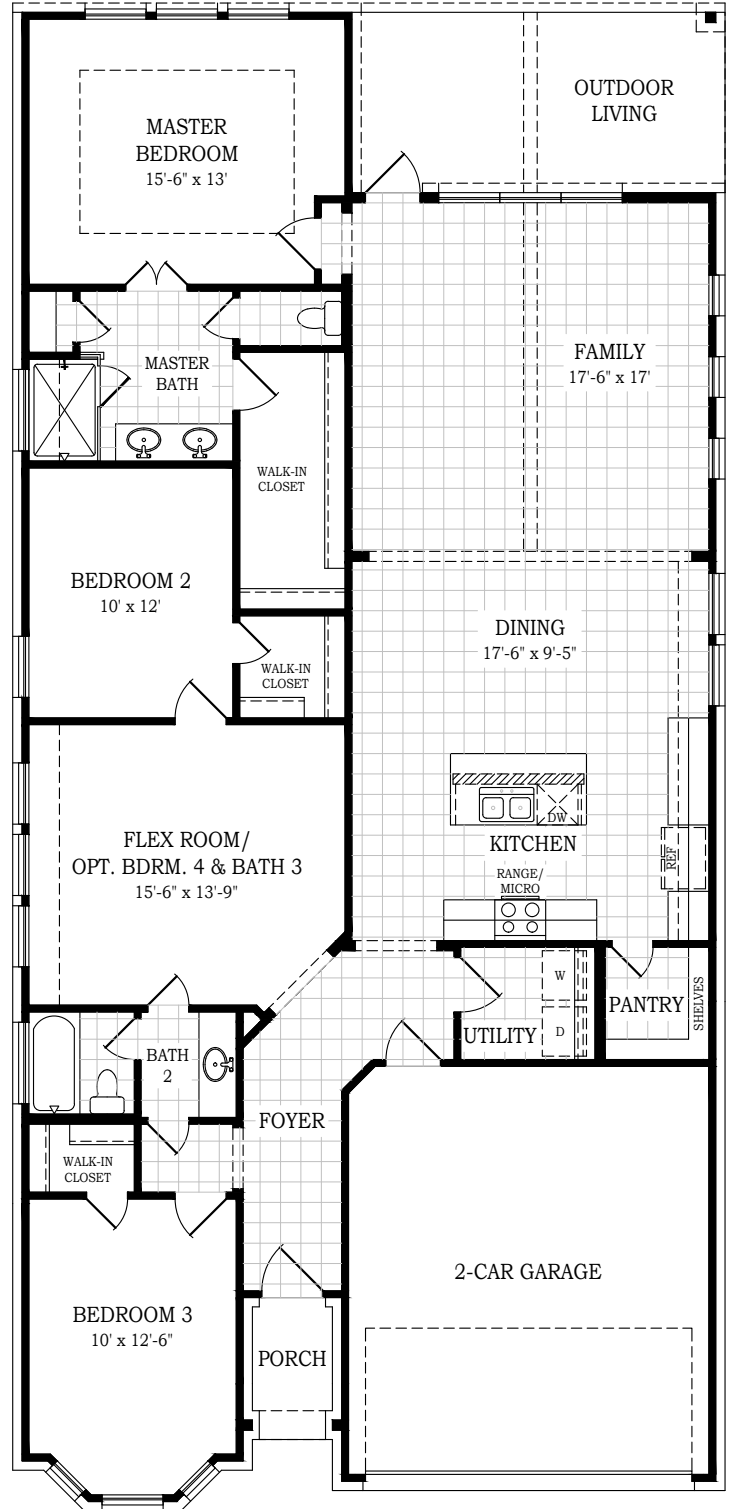 OUTDOOR
LIVING
MASTER
BEDROOM
15'-6" x 13'
FAMILY
17'-6" x 17'
MASTER
BATH
WALK-IN
CLOSET
BEDROOM 2
10' x 12'
DINING
17'-6" x 9'-5"
WALK-IN
CLOSET
DW
KITCHEN
FLEX ROOM/
OPT. BDRM. 4 & BATH 3
15'-6" x 13'-9"
REF
RANGE/
MICRO
W
D
UTILITY
PANTRY
SHELVES
BATH
2
FOYER
WALK-IN
CLOSET
2-CAR GARAGE
BEDROOM 3
10' x 12'-6"
PORCH